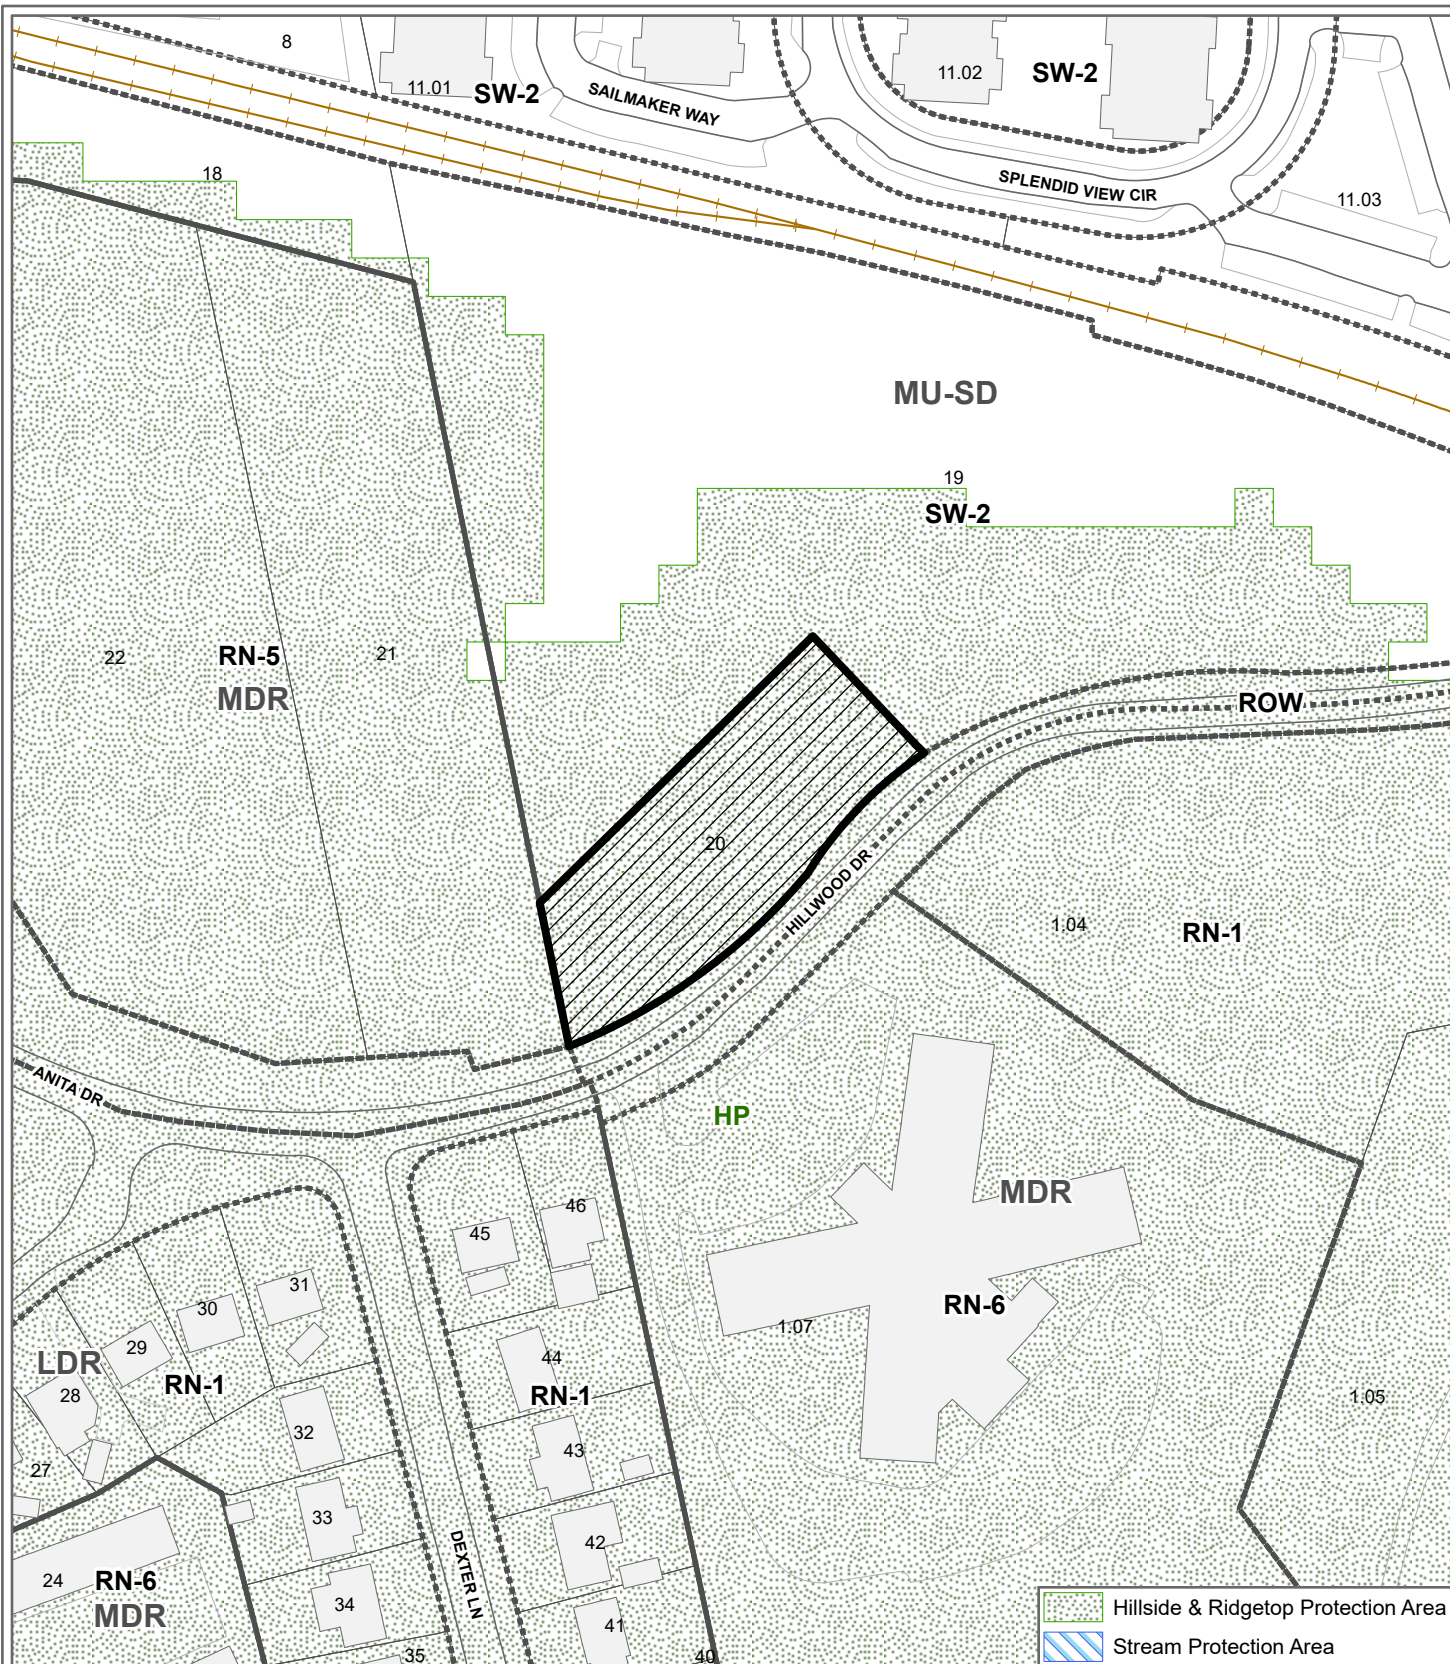 8
11.01
SW-2
SAILMAKER WAY
11.02
SW-2
SPLENDID VIEW CIR
11.03
18
MU-SD
19
SW-2
22
RN-5
MDR
21
ROW
20
HILLWOOD DR
1.04
RN-1
ANITA DR
HP
MDR
RN-6
1.07
1.05
45
46
31
30
29
LDR
28
RN-1
27
44
RN-1
32
43
33
42
DEXTER LN
24
RN-6
MDR
34
41
35
40
Hillside & Ridgetop Protection Area
Stream Protection Area